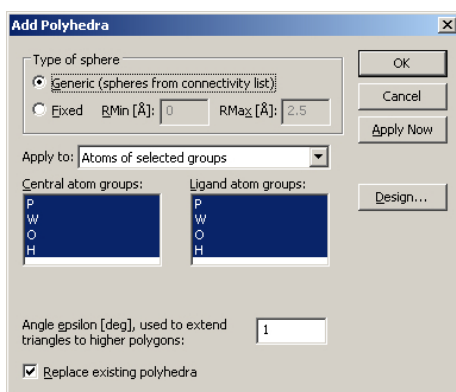 Add Polyhedra
Type of sphere
Generic (spheres from connectivity list)
Fixed RMin [Å]: 0 RMax [Å]: 2.5
OK
Cancel
Apply Now
Apply to: Atoms of selected groups
Central atom groups: Ligand atom groups:
P P
W W
O O
H H
Design...
Angle epsilon [deg], used to extend
triangles to higher polygons: 1
Replace existing polyhedra